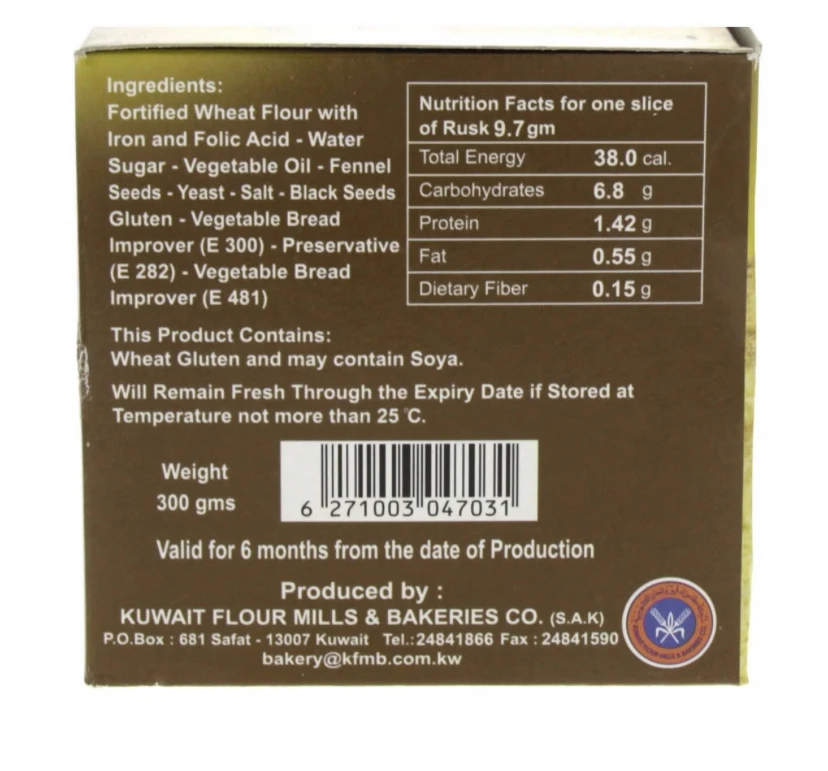 Ingredients:
Fortified Wheat Flour with
Iron and Folic Acid - Water
Sugar - Vegetable Oil - Fennel
Seeds - Yeast - Salt - Black Seeds
Gluten - Vegetable Bread
Improver (E 300) - Preservative
(E 282) - Vegetable Bread
Improver (E 481)
Nutrition Facts for one slice
of Rusk 9.7gm
Total Energy 38.0 cal.
Carbohydrates 6.8 g
Protein 1.42 g
Fat 0.55 g
Dietary Fiber 0.15 g
This Product Contains:
Wheat Gluten and may contain Soya.
Will Remain Fresh Through the Expiry Date if Stored at
Temperature not more than 25 °C.
Weight
300 gms
6 271003 047031
Valid for 6 months from the date of Production
Produced by :
KUWAIT FLOUR MILLS & BAKERIES CO. (S.A.K)
P.O.Box : 681 Safat - 13007 Kuwait Tel.:24841866 Fax : 24841590
bakery@kfmb.com.kw
KUWAIT FLOUR MILLS & BAKERIES CO.